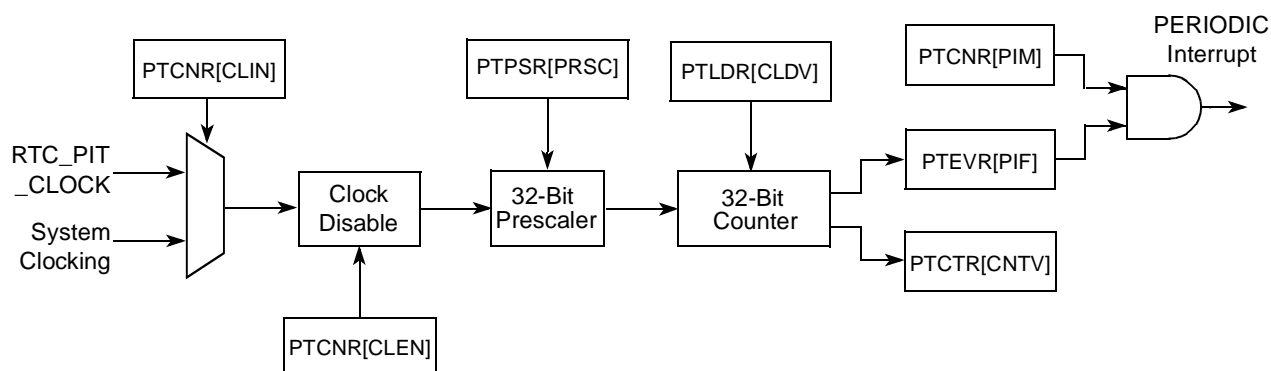 PERIODIC
Interrupt
PTCNR[CLIN]
PTPSR[PRSC]
PTLDR[CLDV]
PTCNR[PIM]
RTC_PIT
_CLOCK
System
Clocking
Clock
Disable
32-Bit
Prescaler
32-Bit
Counter
PTEVR[PIF]
PTCTR[CNTV]
PTCNR[CLEN]